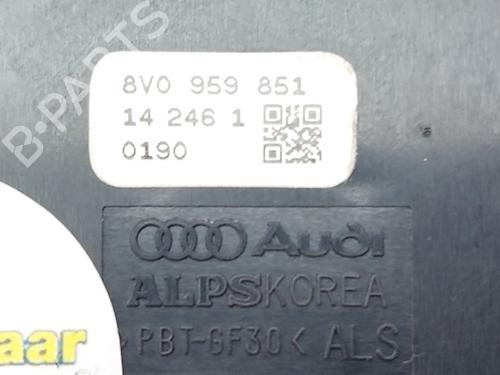 B-PARTS
8V0 959 851
14 246 1
0190
Audi
ALPSKOREA
>PBT-GF30< ALS
aar